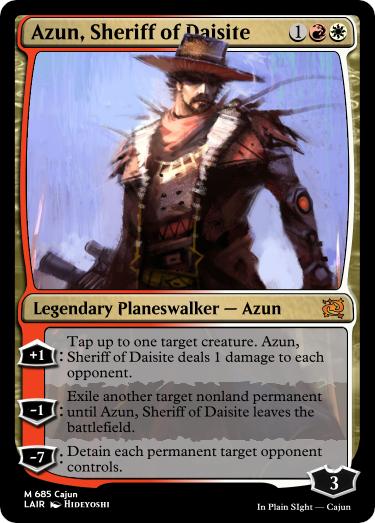 Azun, Sheriff of Daisite 1
Legendary Planeswalker — Azun
+1: Tap up to one target creature. Azun,
Sheriff of Daisite deals 1 damage to each
opponent.
-1: Exile another target nonland permanent
until Azun, Sheriff of Daisite leaves the
battlefield.
-7: Detain each permanent target opponent
controls.
3
M 685 Cajun
LAIR HIDEYOSHI
In Plain SIght — Cajun